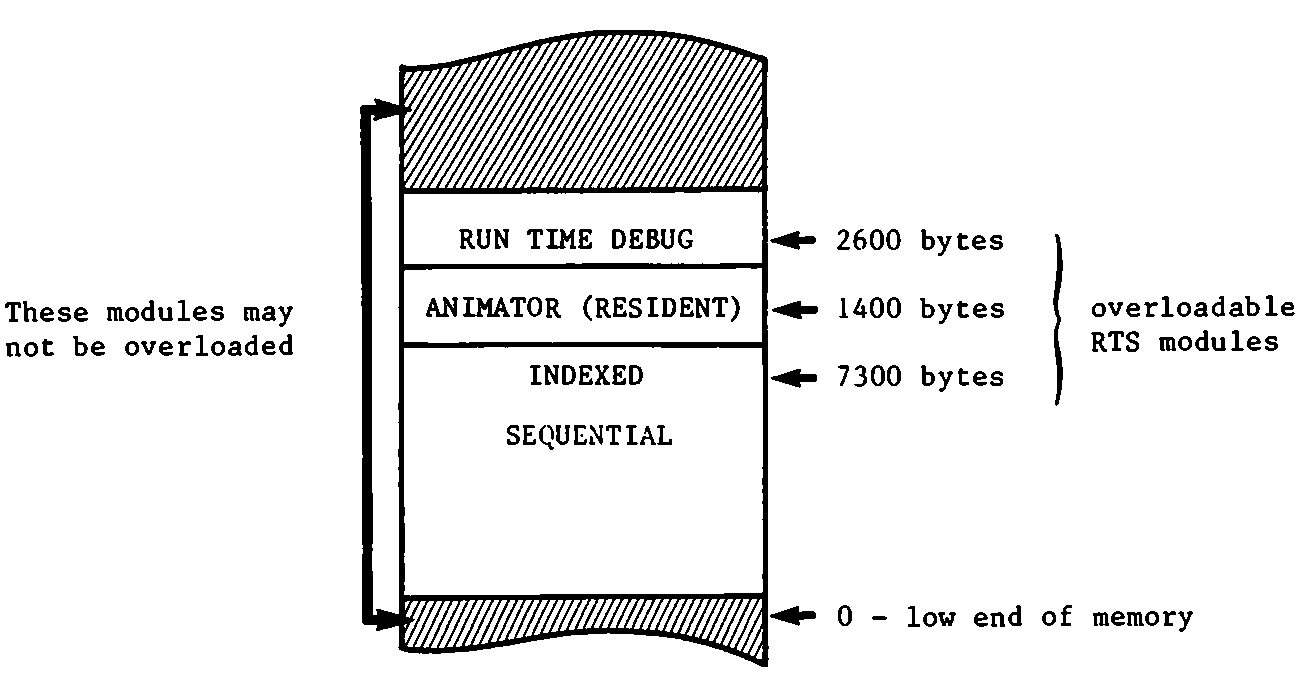 RUN TIME DEBUG
2600 bytes
ANIMATOR (RESIDENT)
1400 bytes
These modules may
not be overloaded
overloadable
RTS modules
INDEXED
7300 bytes
SEQUENTIAL
0 - low end of memory